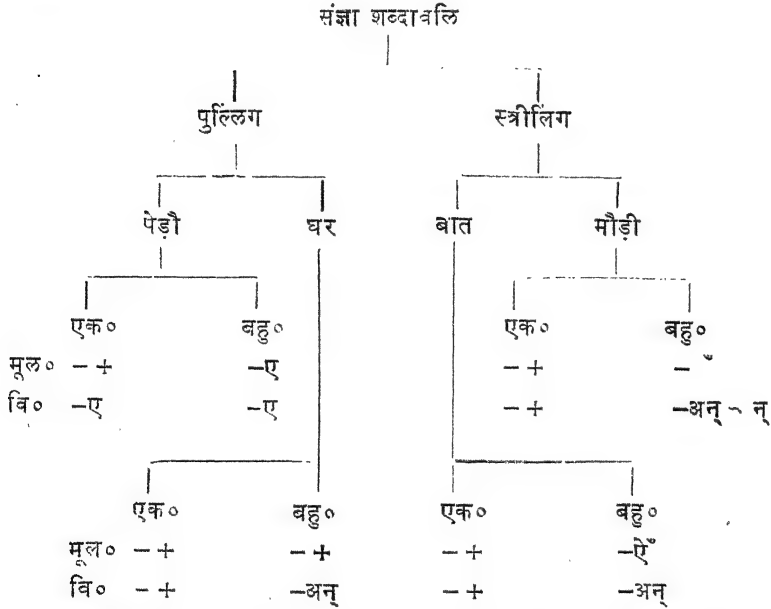 संज्ञा शब्दावलि
पुल्लिंग स्त्रीलिंग
पेड़ौ घर बात मौड़ी
एक० बहु० एक० बहु०
मूल० -+ -ए -+ -ँ
वि० -ए -ए -+ -अन् ~ न्
एक० बहु० एक० बहु०
मूल० -+ -+ -+ -ऐँ
वि० -+ -अन् -+ -अन्